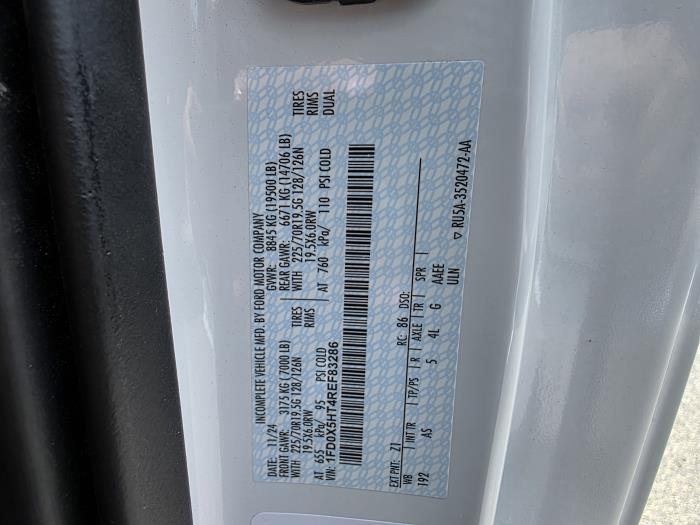 INCOMPLETE VEHICLE MFD. BY FORD MOTOR COMPANY
DATE: 11/24 GVWR: 8845 KG (19500 LB)
FRONT GAWR: 3175 KG (7000 LB) REAR GAWR: 6671 KG (14706 LB)
WITH 225/70R19.5G 128/126N TIRES WITH 225/70R19.5G 128/126N TIRES
19.5X6.0RW RIMS 19.5X6.0RW RIMS
AT 655 kPa/ 95 PSI COLD AT 760 kPa/ 110 PSI COLD DUAL
VIN: 1FD0X5HT4REF83286
EXT PNT: Z1 RC: 86 DSO:
WB INT TR TP/PS R AXLE TR SPR
192 AS 5 4L G AAEE
ULN
▽ RU5A-3520472-AA